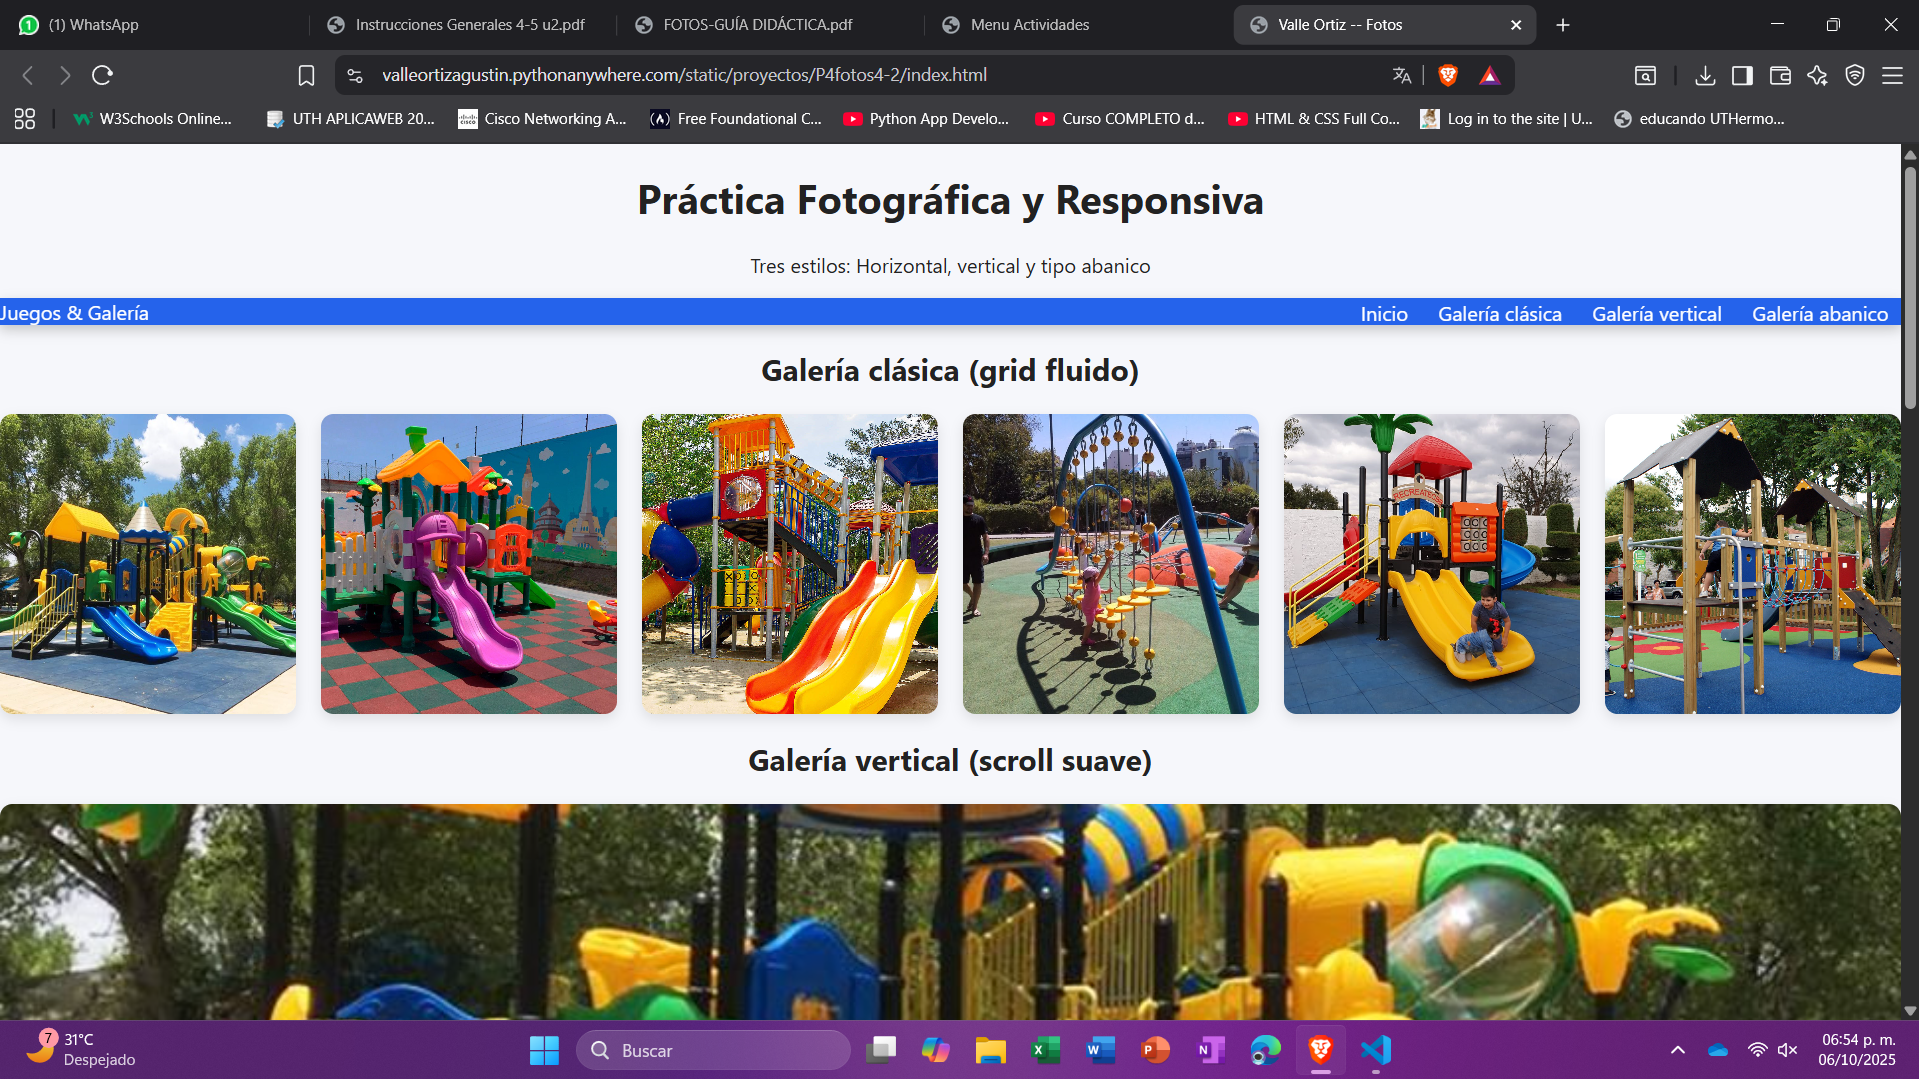 (1) WhatsApp
Instrucciones Generales 4-5 u2.pdf
FOTOS-GUÍA DIDÁCTICA.pdf
Menu Actividades
Valle Ortiz -- Fotos
valleortizagustin.pythonanywhere.com/static/proyectos/P4fotos4-2/index.html
W3Schools Online...
UTH APLICAWEB 20...
Cisco Networking A...
Free Foundational C...
Python App Develo...
Curso COMPLETO d...
HTML & CSS Full Co...
Log in to the site | U...
educando UTHermo...
Práctica Fotográfica y Responsiva
Tres estilos: Horizontal, vertical y tipo abanico
Juegos & Galería
Inicio
Galería clásica
Galería vertical
Galería abanico
Galería clásica (grid fluido)
RECREATEC
Galería vertical (scroll suave)
7
31°C
Despejado
Buscar
06:54 p. m.
06/10/2025